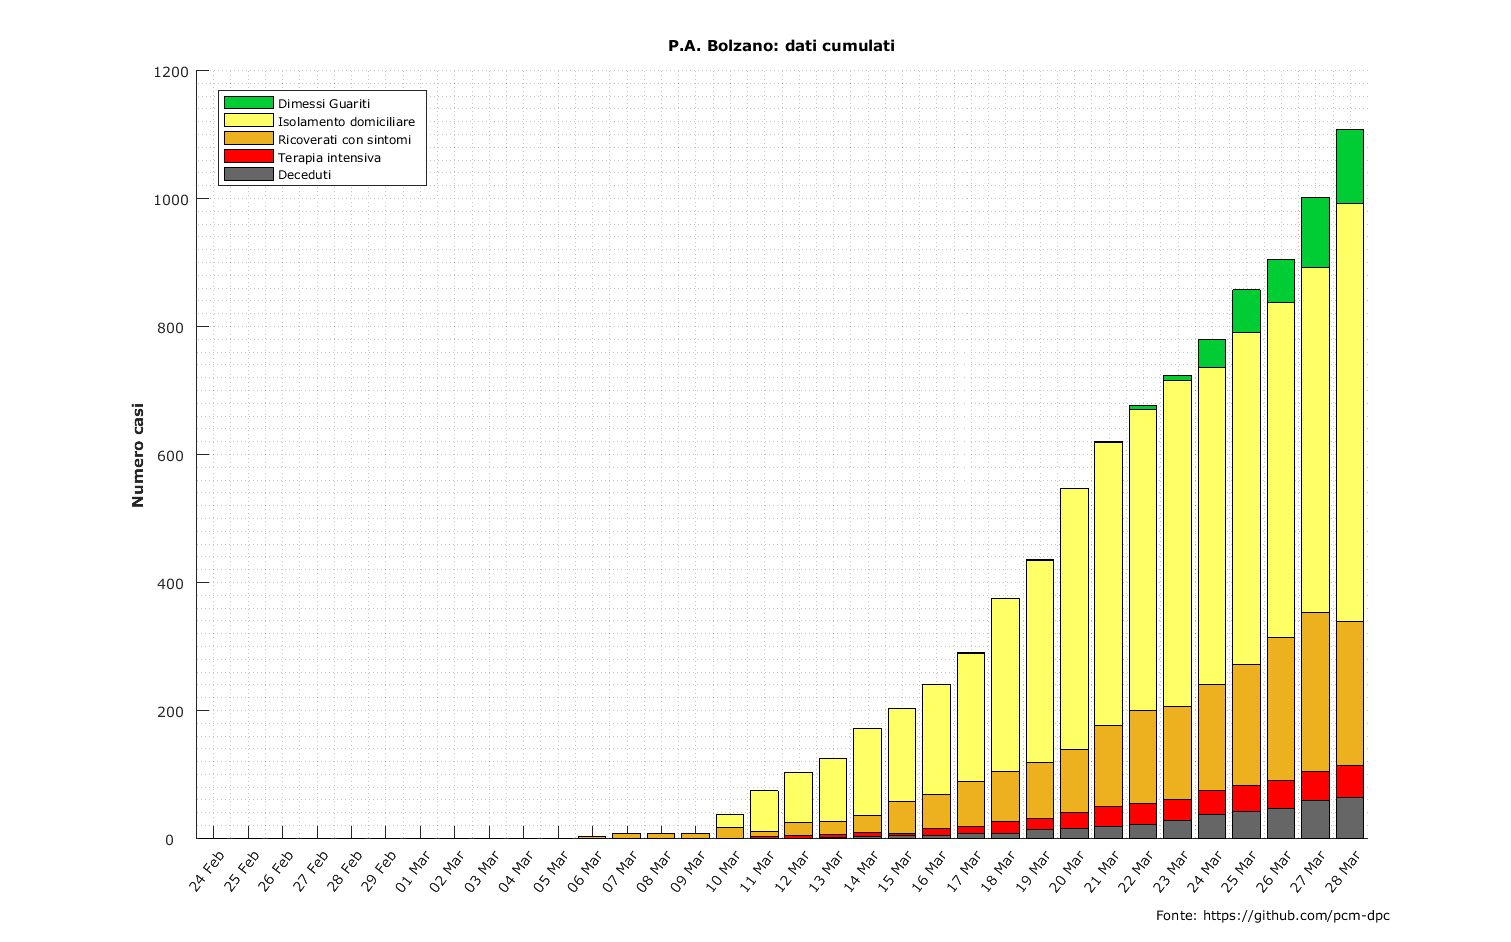 P.A. Bolzano: dati cumulati
1200
1000
800
600
400
200
0
Numero casi
Dimessi Guariti
Isolamento domiciliare
Ricoverati con sintomi
Terapia intensiva
Deceduti
24 Feb
25 Feb
26 Feb
27 Feb
28 Feb
29 Feb
01 Mar
02 Mar
03 Mar
04 Mar
05 Mar
06 Mar
07 Mar
08 Mar
09 Mar
10 Mar
11 Mar
12 Mar
13 Mar
14 Mar
15 Mar
16 Mar
17 Mar
18 Mar
19 Mar
20 Mar
21 Mar
22 Mar
23 Mar
24 Mar
25 Mar
26 Mar
27 Mar
28 Mar
Fonte: https://github.com/pcm-dpc